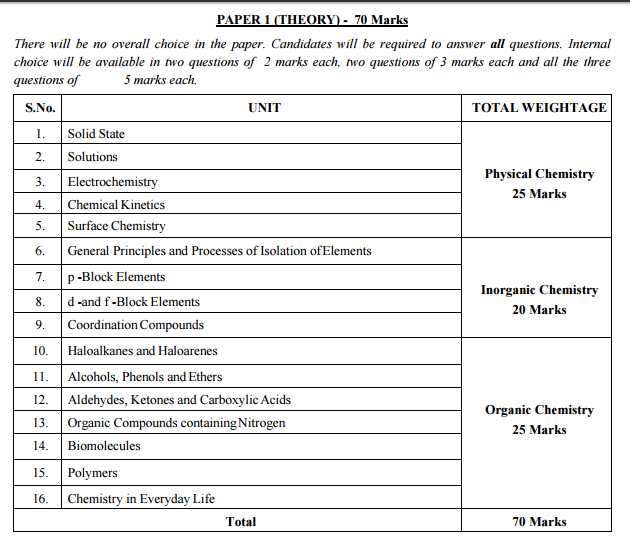 PAPER 1 (THEORY) - 70 Marks
There will be no overall choice in the paper. Candidates will be required to answer all questions. Internal
choice will be available in two questions of 2 marks each, two questions of 3 marks each and all the three
questions of 5 marks each.
S.No. UNIT TOTAL WEIGHTAGE
1. Solid State
2. Solutions
3. Electrochemistry
4. Chemical Kinetics
5. Surface Chemistry
Physical Chemistry
25 Marks
6. General Principles and Processes of Isolation of Elements
7. p -Block Elements
8. d -and f -Block Elements
9. Coordination Compounds
Inorganic Chemistry
20 Marks
10. Haloalkanes and Haloarenes
11. Alcohols, Phenols and Ethers
12. Aldehydes, Ketones and Carboxylic Acids
13. Organic Compounds containing Nitrogen
14. Biomolecules
15. Polymers
16. Chemistry in Everyday Life
Organic Chemistry
25 Marks
Total 70 Marks